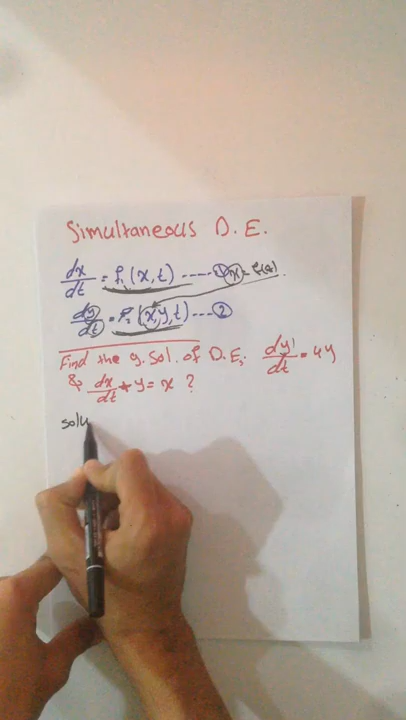 Simultaneous D.E.
dx/dt = f₁(x,t) ----- ① x = f(t).
dy/dt = f₂(x,y,t) ----- ②
Find the g. Sol. of D.E; dy/dt = 4y
& dx/dt + y = x ?
solu